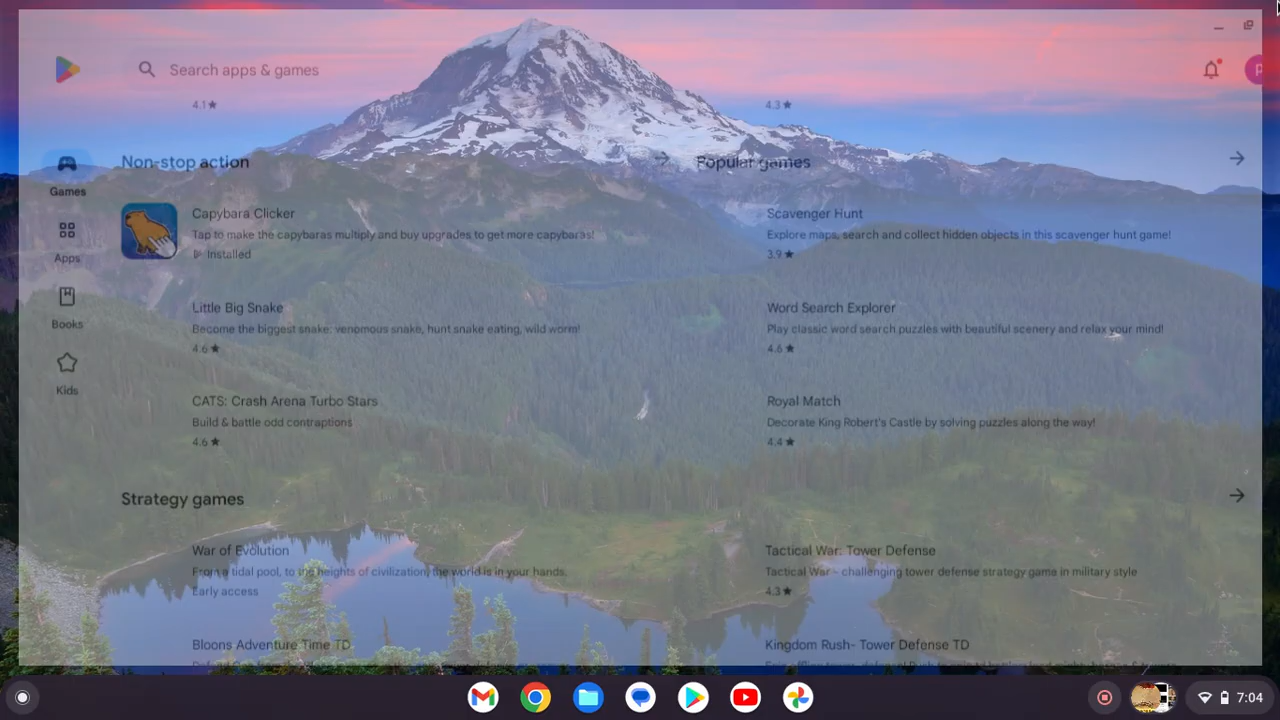 Search apps & games
P
4.1★
4.3★
Games
Apps
Books
Kids
Non-stop action
Capybara Clicker
Tap to make the capybaras multiply and buy upgrades to get more capybaras!
Installed
Little Big Snake
Become the biggest snake: venomous snake, hunt snake eating, wild worm!
4.6★
CATS: Crash Arena Turbo Stars
Build & battle odd contraptions
4.6★
Popular games
Scavenger Hunt
Explore maps, search and collect hidden objects in this scavenger hunt game!
3.9★
Word Search Explorer
Play classic word search puzzles with beautiful scenery and relax your mind!
4.6★
Royal Match
Decorate King Robert's Castle by solving puzzles along the way!
4.4★
Strategy games
War of Evolution
From a tidal pool, to the heights of civilization, the world is in your hands.
Early access
Tactical War: Tower Defense
Tactical War - challenging tower defense strategy game in military style
4.3★
Bloons Adventure Time TD
Kingdom Rush- Tower Defense TD
7:04